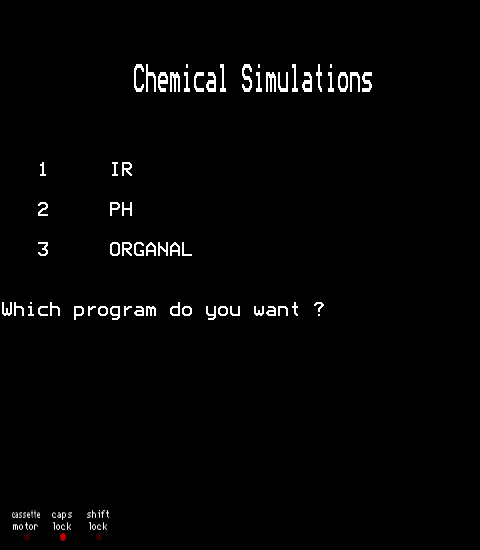 Chemical Simulations
1 IR
2 PH
3 ORGANAL
Which program do you want ?
cassette motor caps lock shift lock